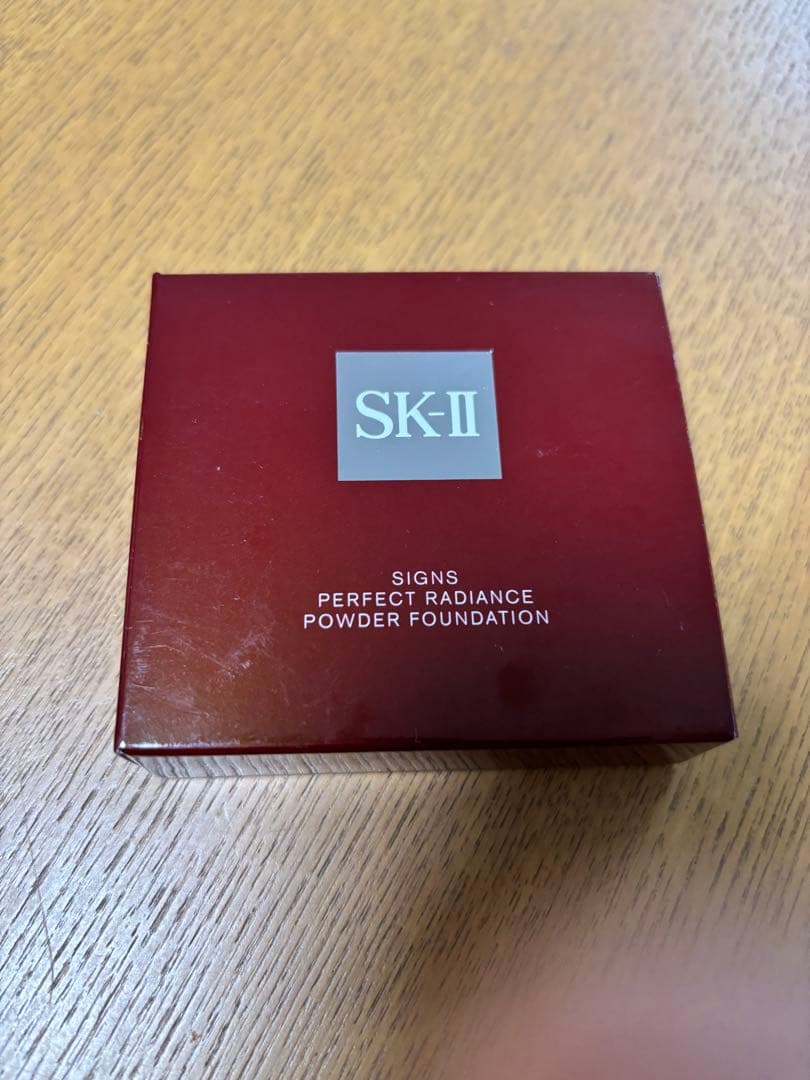 SK-II
SIGNS
PERFECT RADIANCE
POWDER FOUNDATION